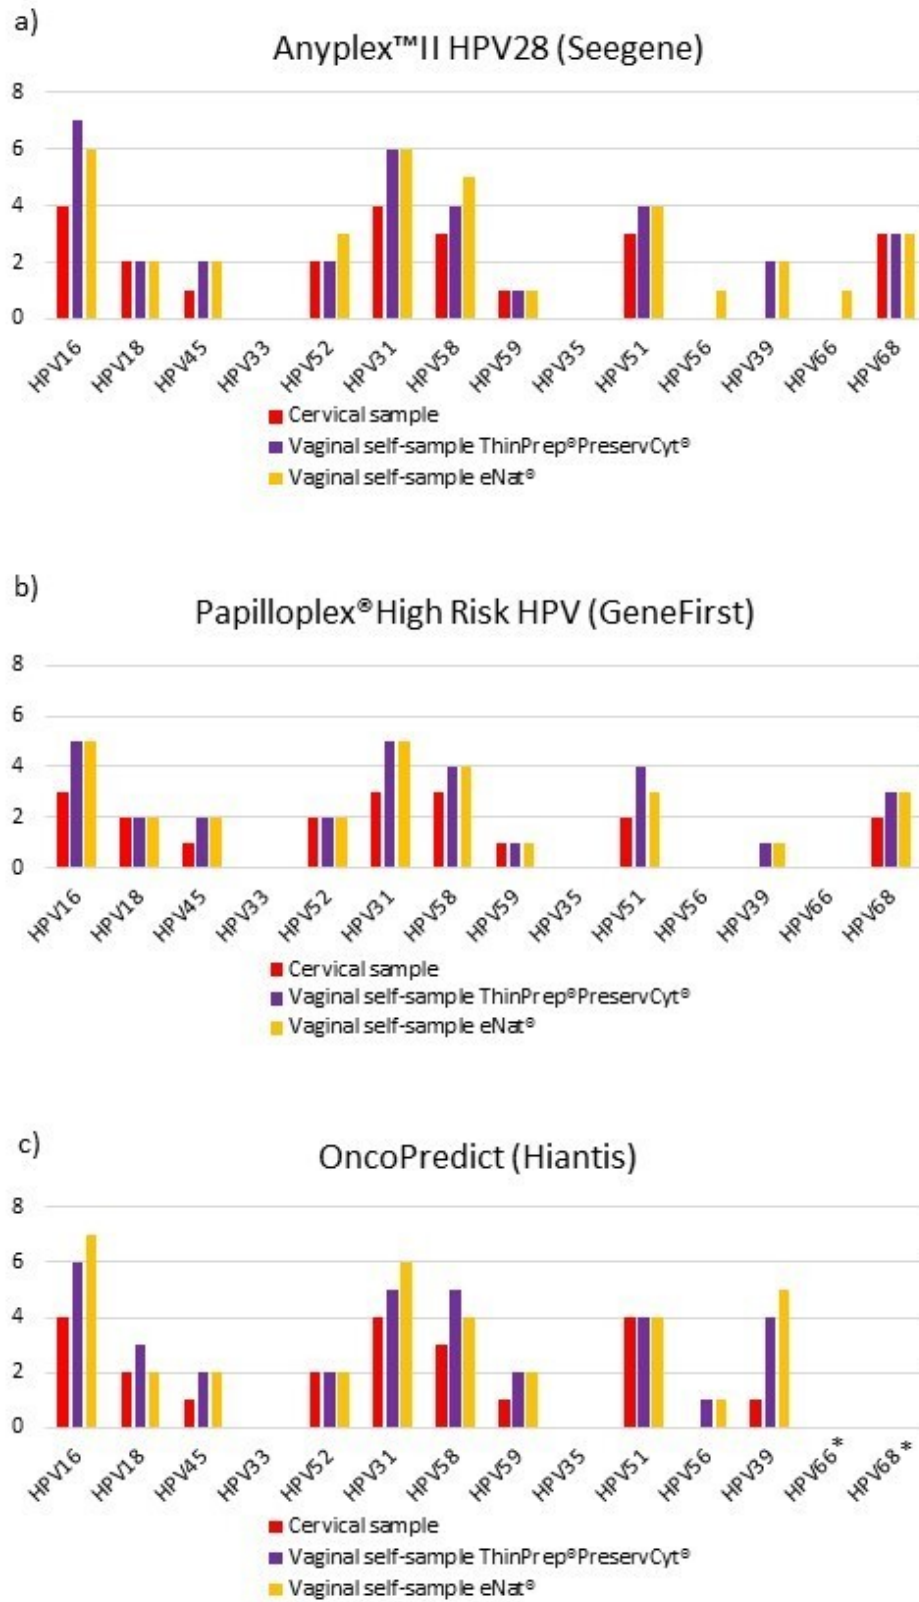 a)
Anyplex™II HPV28 (Seegene)
8
6
4
2
0
HPV16 HPV18 HPV45 HPV33 HPV52 HPV31 HPV58 HPV59 HPV35 HPV51 HPV56 HPV39 HPV66 HPV68
Cervical sample
Vaginal self-sample ThinPrep®PreservCyt®
Vaginal self-sample eNat®
b)
Papilloplex®High Risk HPV (GeneFirst)
8
6
4
2
0
HPV16 HPV18 HPV45 HPV33 HPV52 HPV31 HPV58 HPV59 HPV35 HPV51 HPV56 HPV39 HPV66 HPV68
Cervical sample
Vaginal self-sample ThinPrep®PreservCyt®
Vaginal self-sample eNat®
c)
OncoPredict (Hiantis)
8
6
4
2
0
HPV16 HPV18 HPV45 HPV33 HPV52 HPV31 HPV58 HPV59 HPV35 HPV51 HPV56 HPV39 HPV66* HPV68*
Cervical sample
Vaginal self-sample ThinPrep®PreservCyt®
Vaginal self-sample eNat®